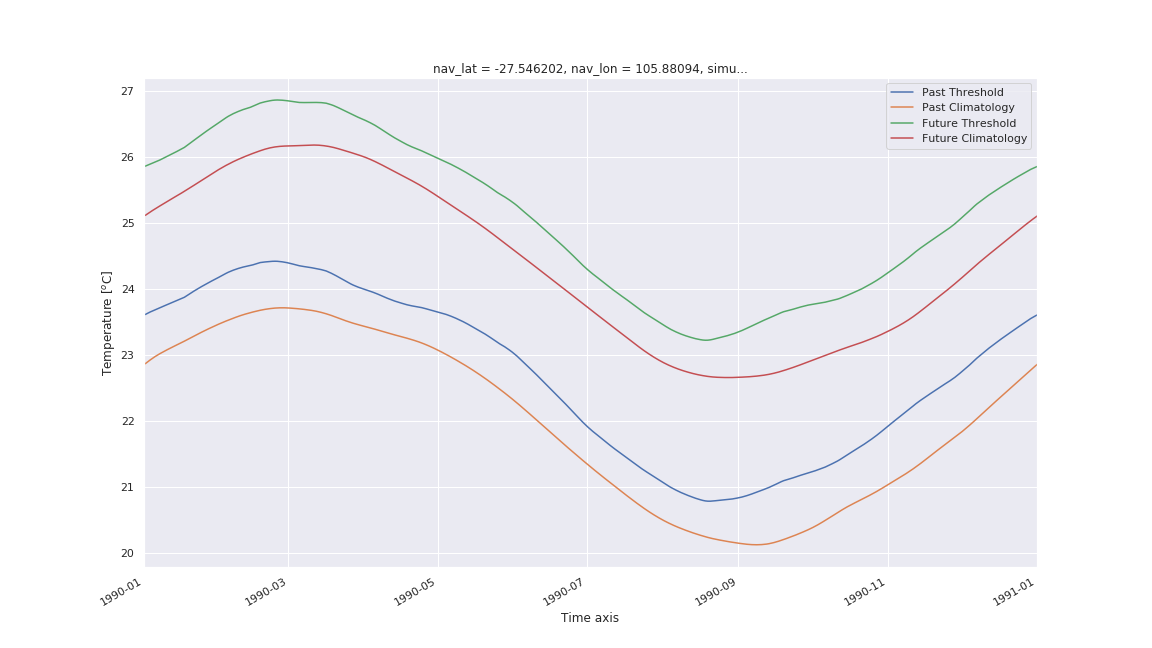 nav_lat = -27.546202, nav_lon = 105.88094, simu...
27
26
25
24
23
22
21
20
Temperature [°C]
Past Threshold
Past Climatology
Future Threshold
Future Climatology
1990-01
1990-03
1990-05
1990-07
1990-09
1990-11
1991-01
Time axis